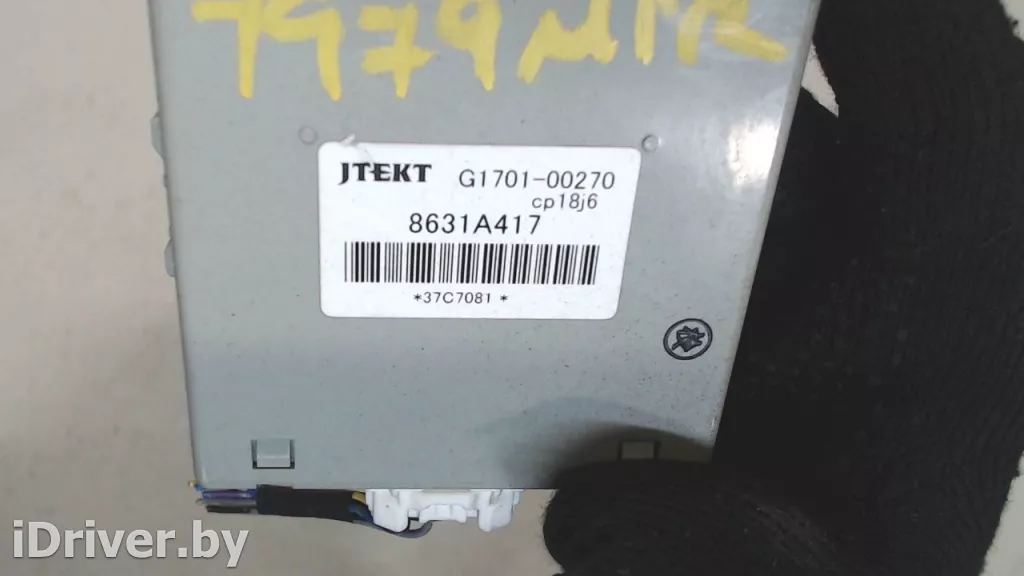 JTEKT G1701-00270
cp18j6
8631A417
*37C7081 *
iDriver.by